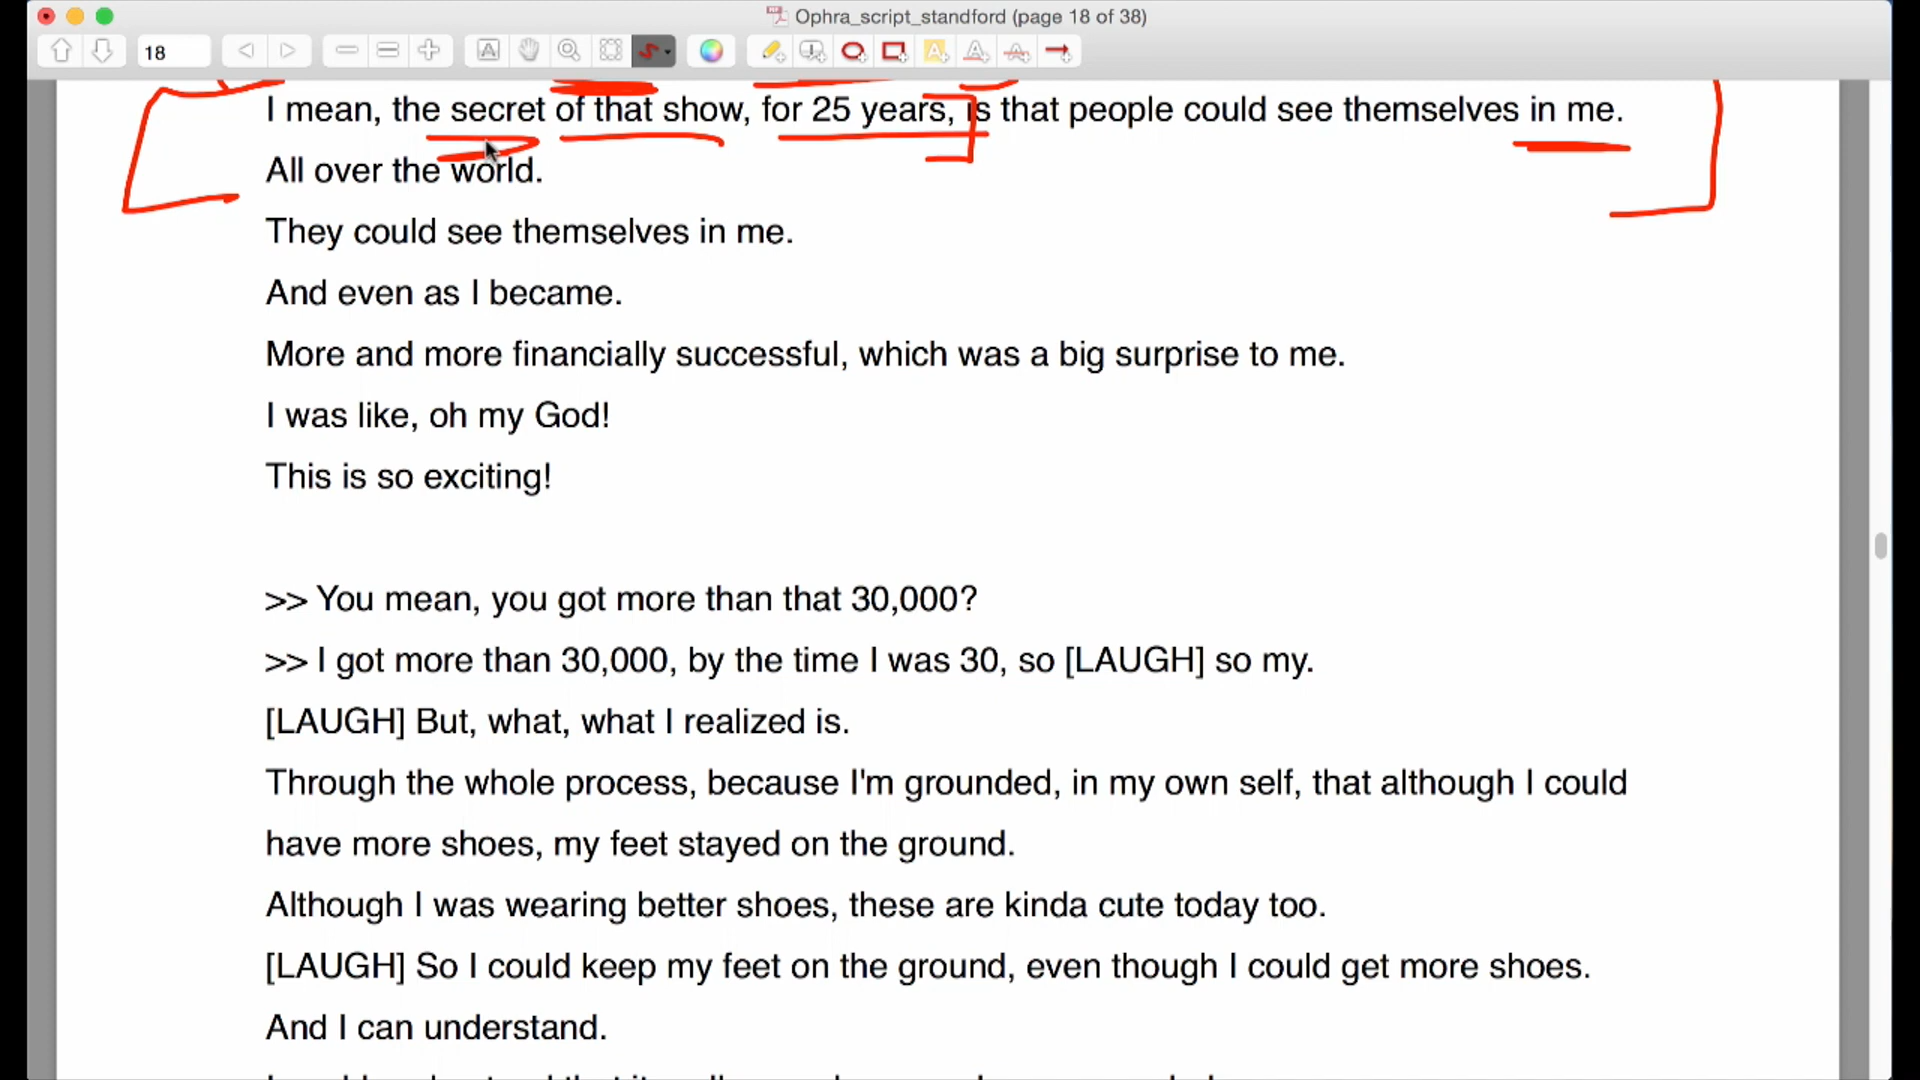 Ophra_script_standford (page 18 of 38)
18
I mean, the secret of that show, for 25 years, is that people could see themselves in me.
All over the world.
They could see themselves in me.
And even as I became.
More and more financially successful, which was a big surprise to me.
I was like, oh my God!
This is so exciting!
>> You mean, you got more than that 30,000?
>> I got more than 30,000, by the time I was 30, so [LAUGH] so my.
[LAUGH] But, what, what I realized is.
Through the whole process, because I'm grounded, in my own self, that although I could
have more shoes, my feet stayed on the ground.
Although I was wearing better shoes, these are kinda cute today too.
[LAUGH] So I could keep my feet on the ground, even though I could get more shoes.
And I can understand.